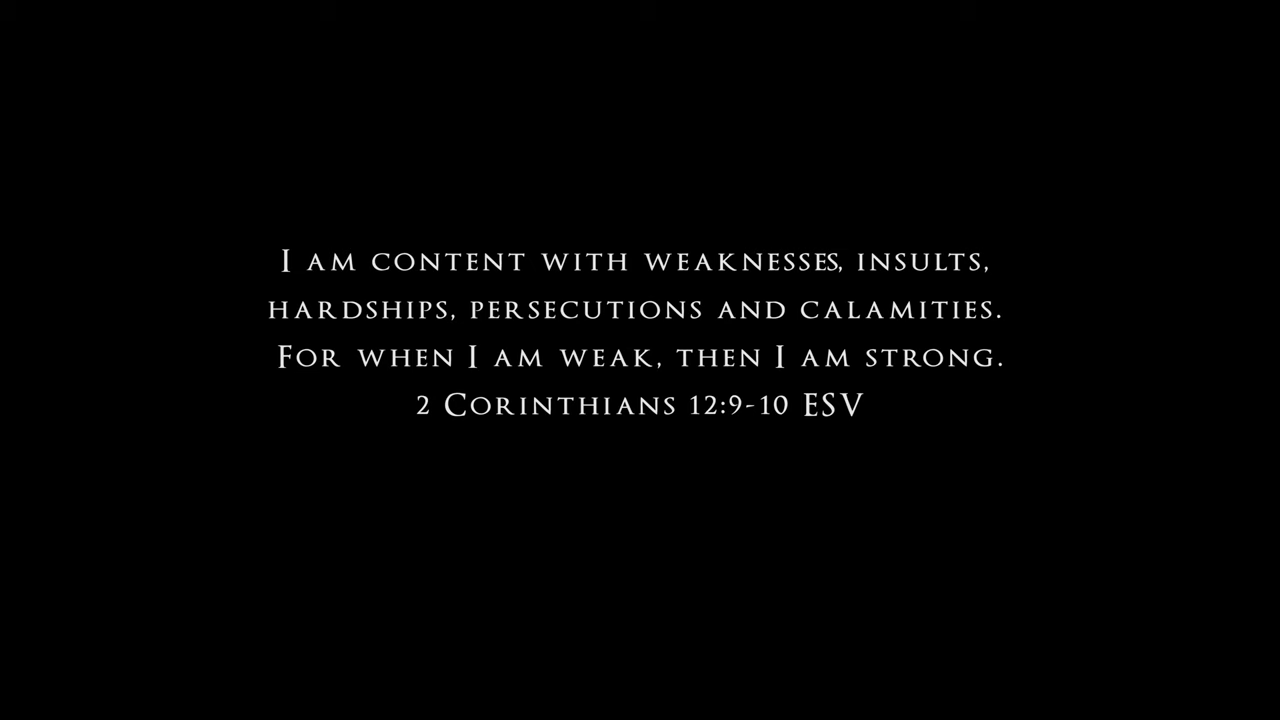 I am content with weaknesses, insults,
hardships, persecutions and calamities.
For when I am weak, then I am strong.
2 Corinthians 12:9-10 ESV